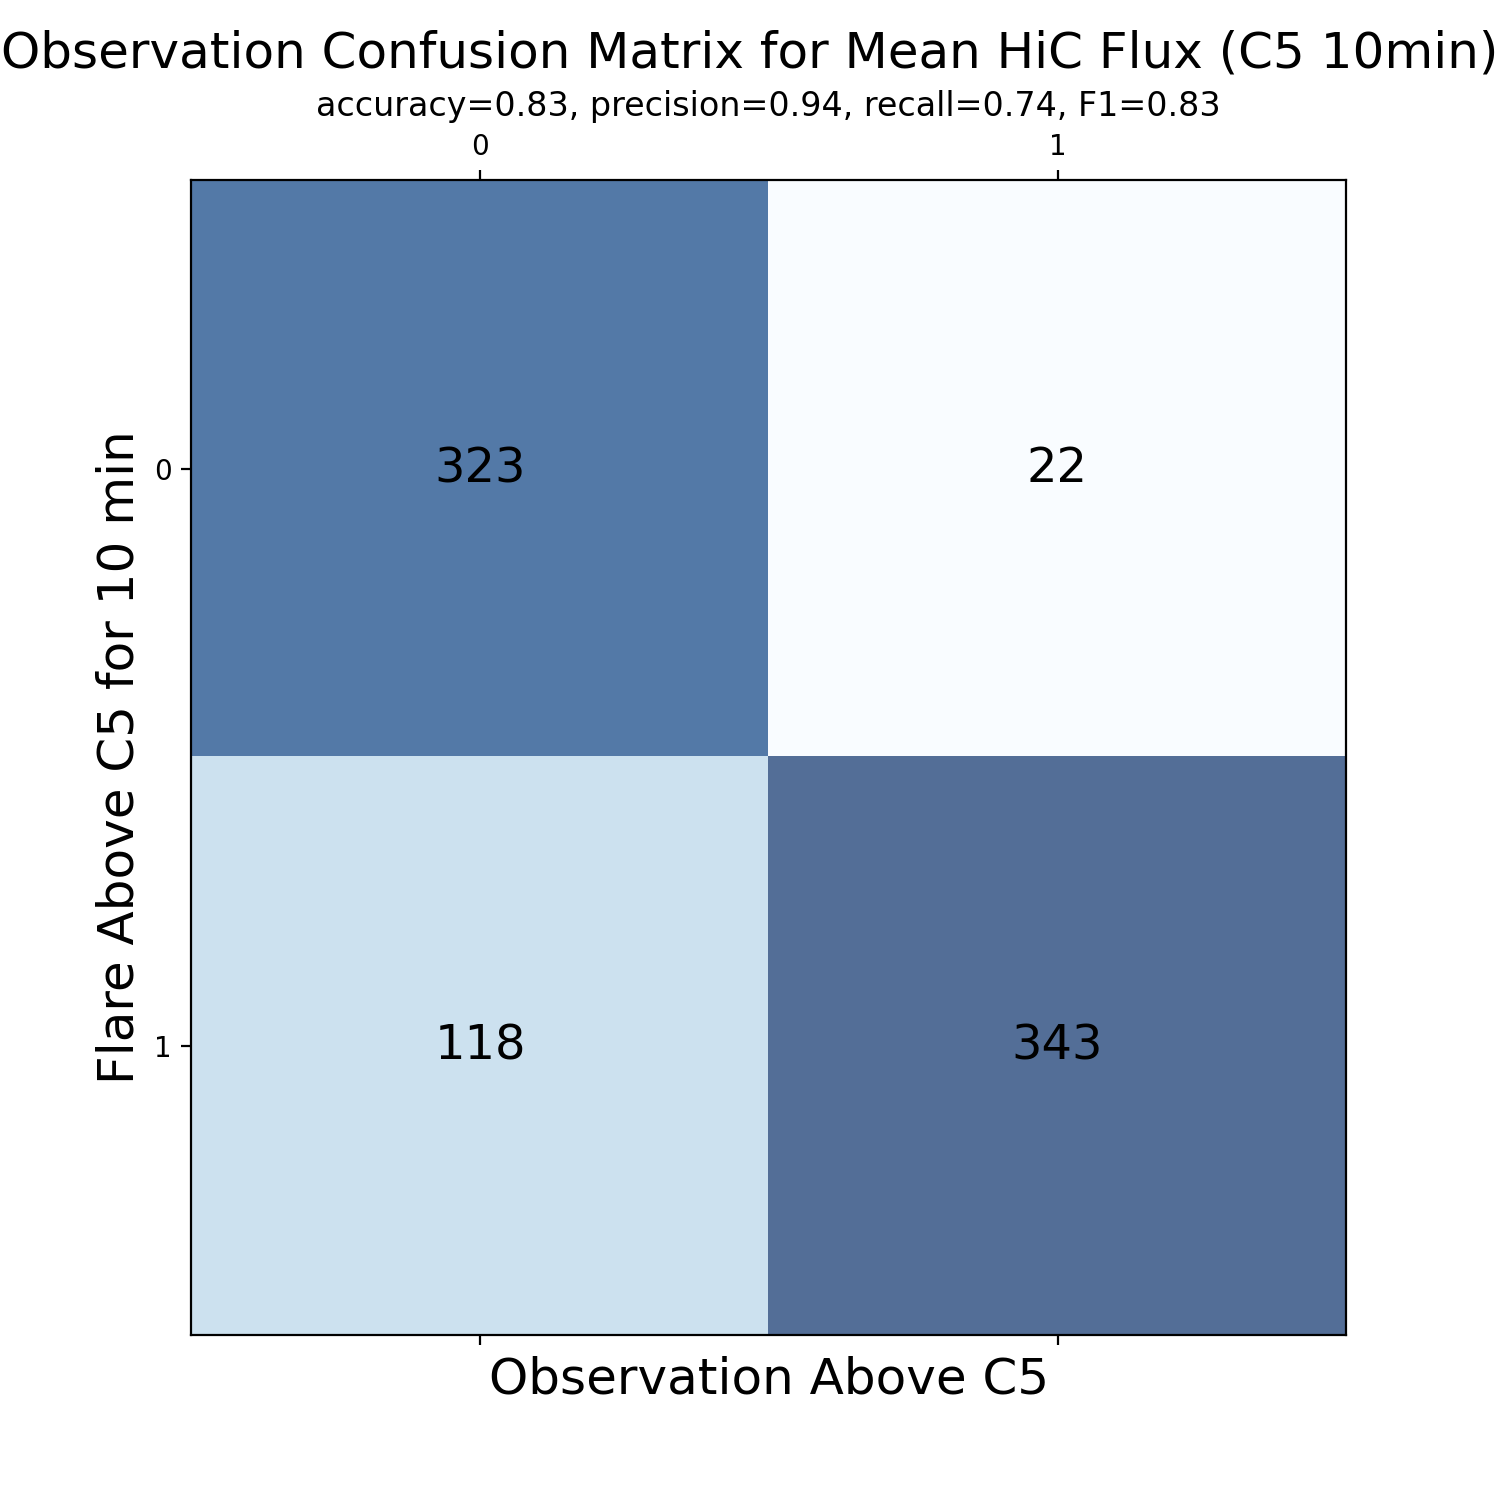 Observation Confusion Matrix for Mean HiC Flux (C5 10min)
accuracy=0.83, precision=0.94, recall=0.74, F1=0.83
0 1
Flare Above C5 for 10 min
0
323 22
1
118 343
Observation Above C5